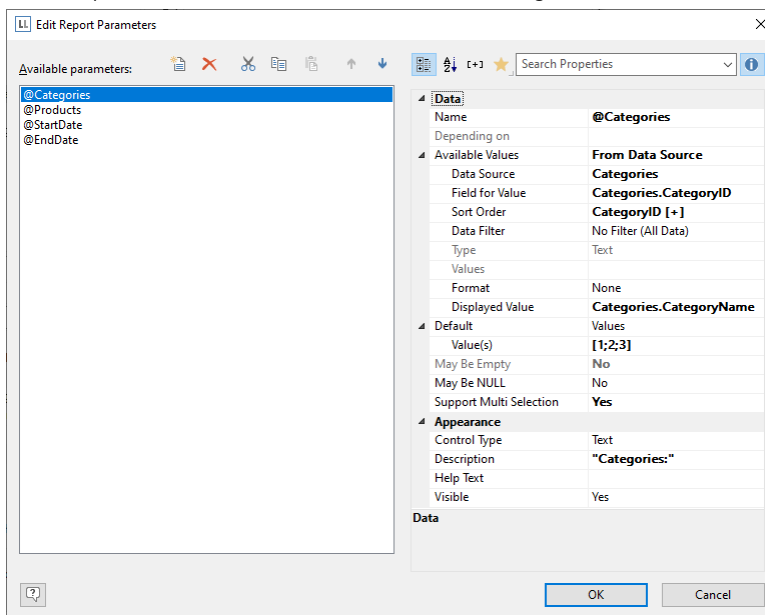 LL Edit Report Parameters
Available parameters:
Search Properties
@Categories
@Products
@StartDate
@EndDate
Data
Name @Categories
Depending on
Available Values From Data Source
Data Source Categories
Field for Value Categories.CategoryID
Sort Order CategoryID [+]
Data Filter No Filter (All Data)
Type Text
Values
Format None
Displayed Value Categories.CategoryName
Default Values
Value(s) [1;2;3]
May Be Empty No
May Be NULL No
Support Multi Selection Yes
Appearance
Control Type Text
Description "Categories:"
Help Text
Visible Yes
Data
OK Cancel